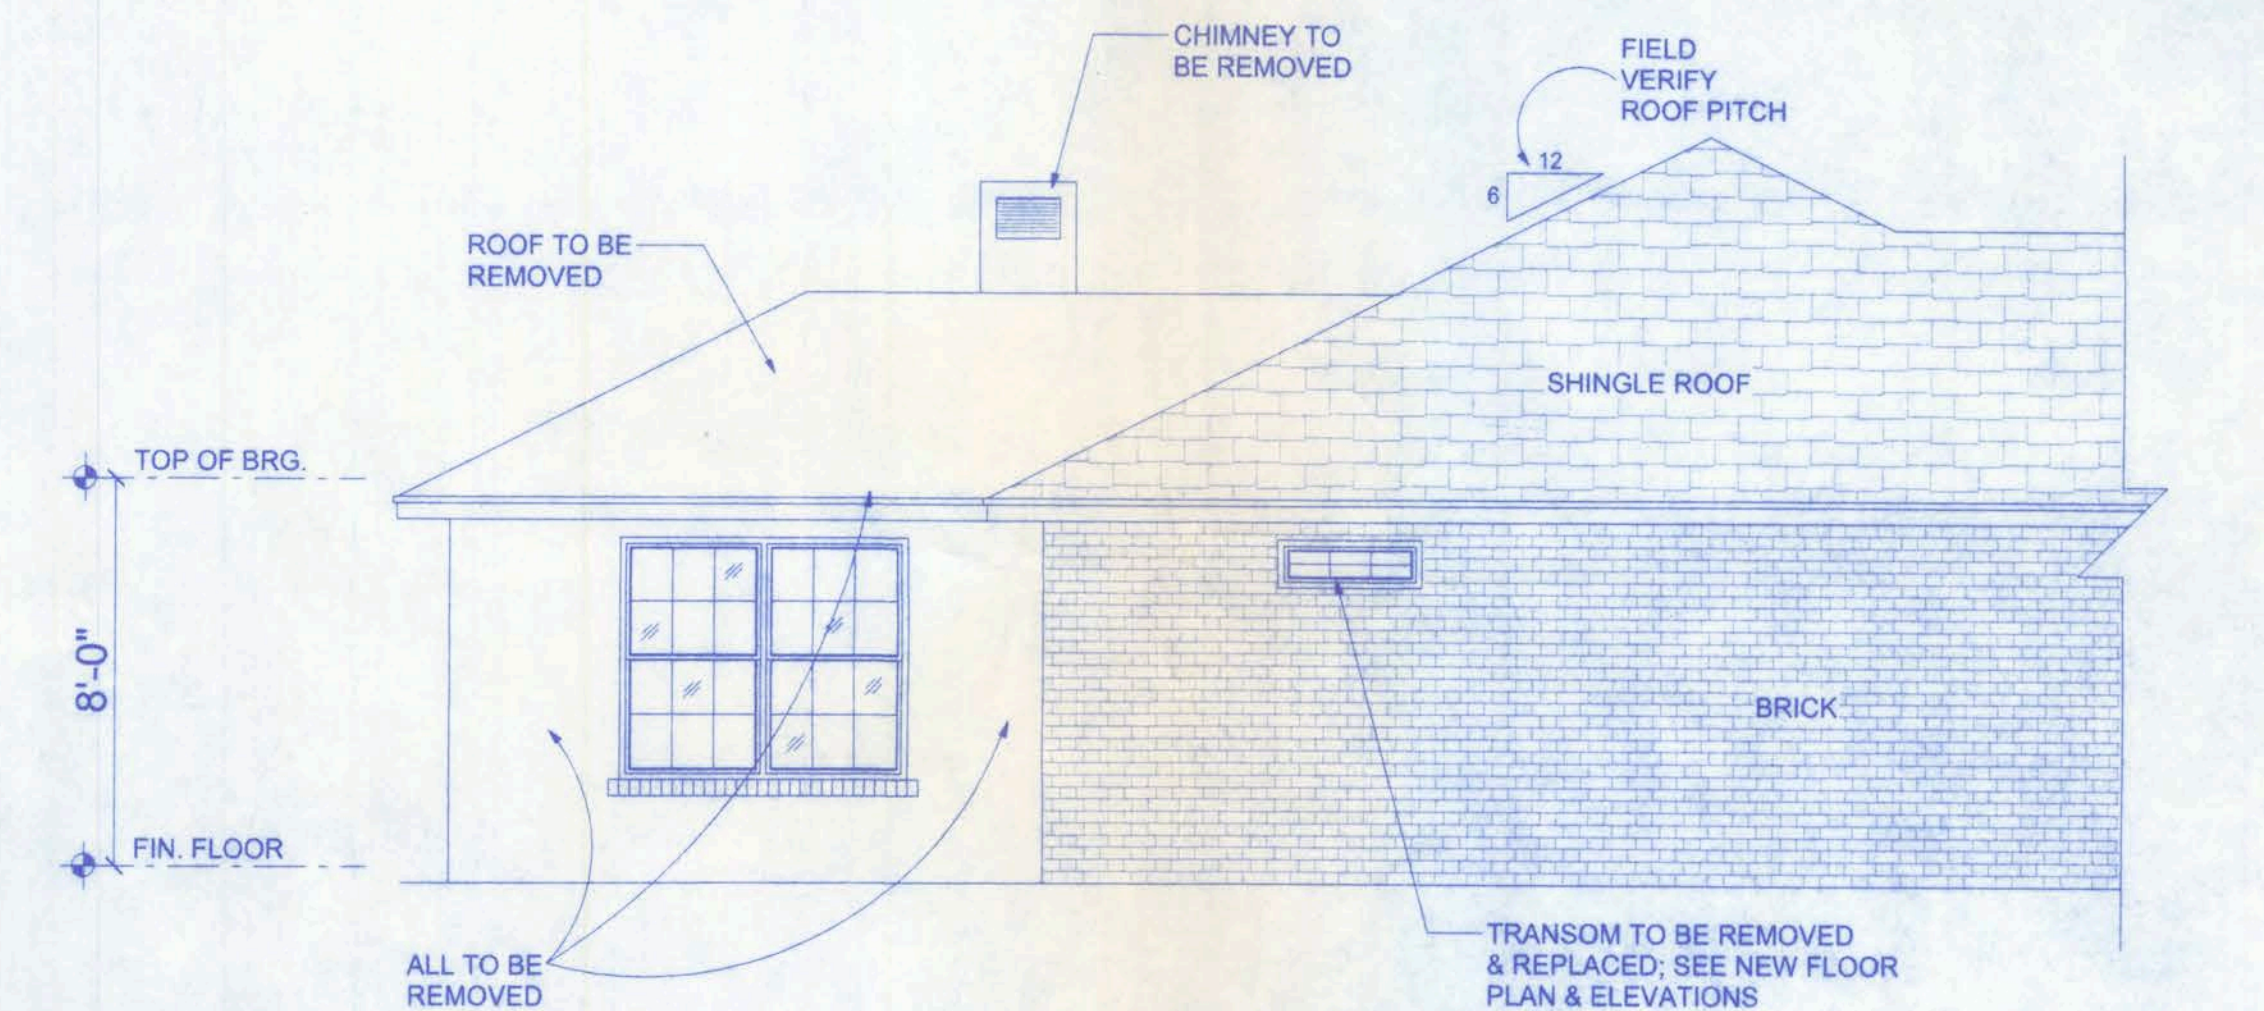 CHIMNEY TO
BE REMOVED
FIELD
VERIFY
ROOF PITCH
12
6
ROOF TO BE
REMOVED
SHINGLE ROOF
TOP OF BRG.
8'-0"
BRICK
FIN. FLOOR
ALL TO BE
REMOVED
TRANSOM TO BE REMOVED
& REPLACED; SEE NEW FLOOR
PLAN & ELEVATIONS